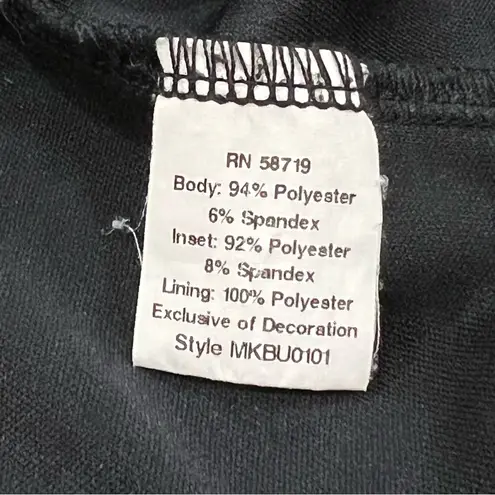 RN 58719
Body: 94% Polyester
6% Spandex
Inset: 92% Polyester
8% Spandex
Lining: 100% Polyester
Exclusive of Decoration
Style MKBU0101